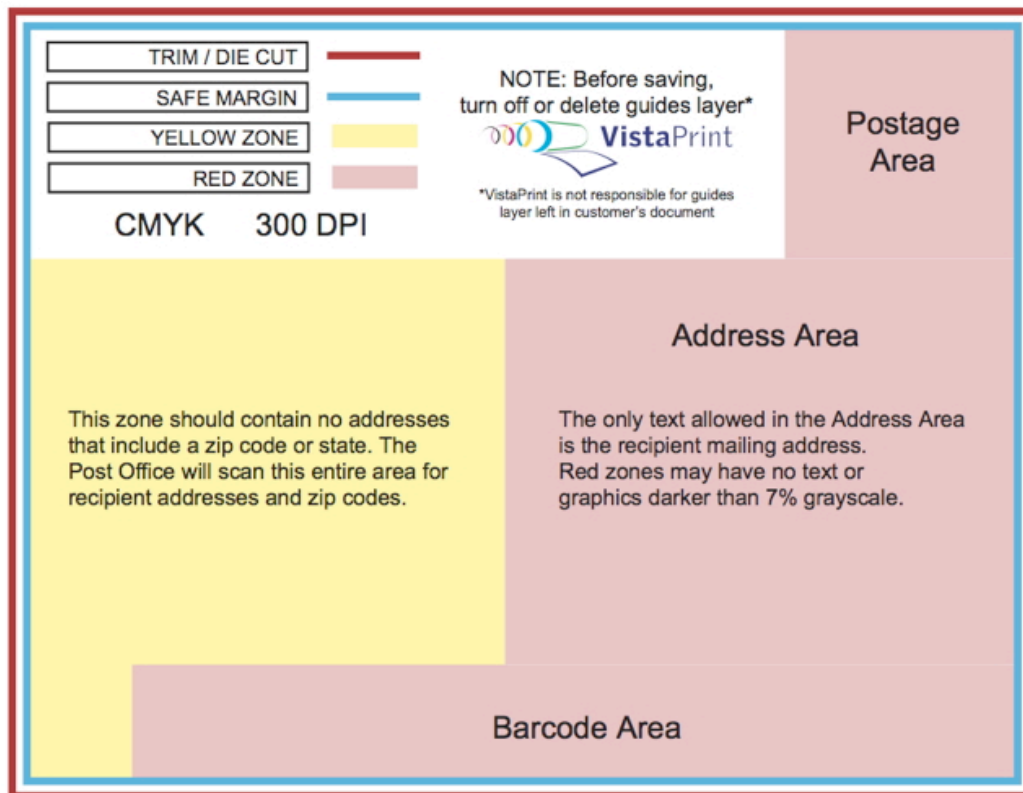 TRIM / DIE CUT
SAFE MARGIN
YELLOW ZONE
RED ZONE
CMYK 300 DPI
NOTE: Before saving,
turn off or delete guides layer*
VistaPrint
*VistaPrint is not responsible for guides
layer left in customer's document
Postage
Area
This zone should contain no addresses
that include a zip code or state. The
Post Office will scan this entire area for
recipient addresses and zip codes.
Address Area
The only text allowed in the Address Area
is the recipient mailing address.
Red zones may have no text or
graphics darker than 7% grayscale.
Barcode Area